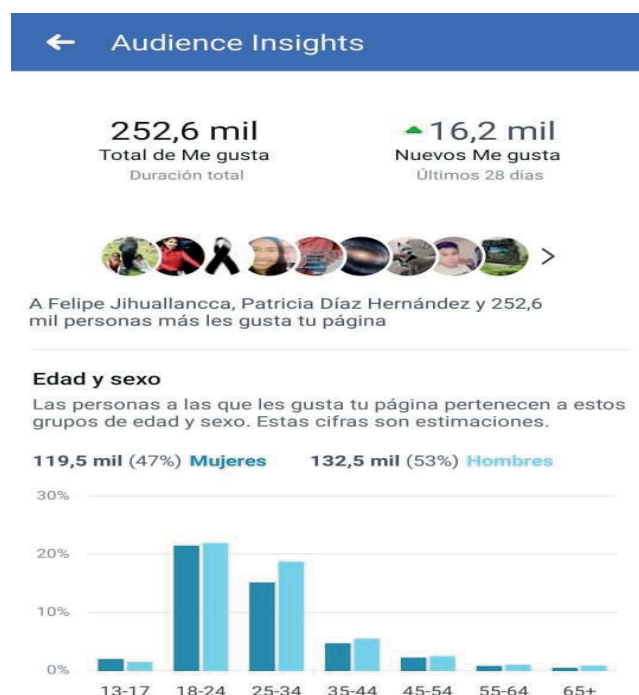 Audience Insights
252,6 mil
Total de Me gusta
Duración total
16,2 mil
Nuevos Me gusta
Últimos 28 días
A Felipe Jihuallancca, Patricia Díaz Hernández y 252,6
mil personas más les gusta tu página
Edad y sexo
Las personas a las que les gusta tu página pertenecen a estos
grupos de edad y sexo. Estas cifras son estimaciones.
119,5 mil (47%) Mujeres 132,5 mil (53%) Hombres
30%
20%
10%
0%
13-17 18-24 25-34 35-44 45-54 55-64 65+